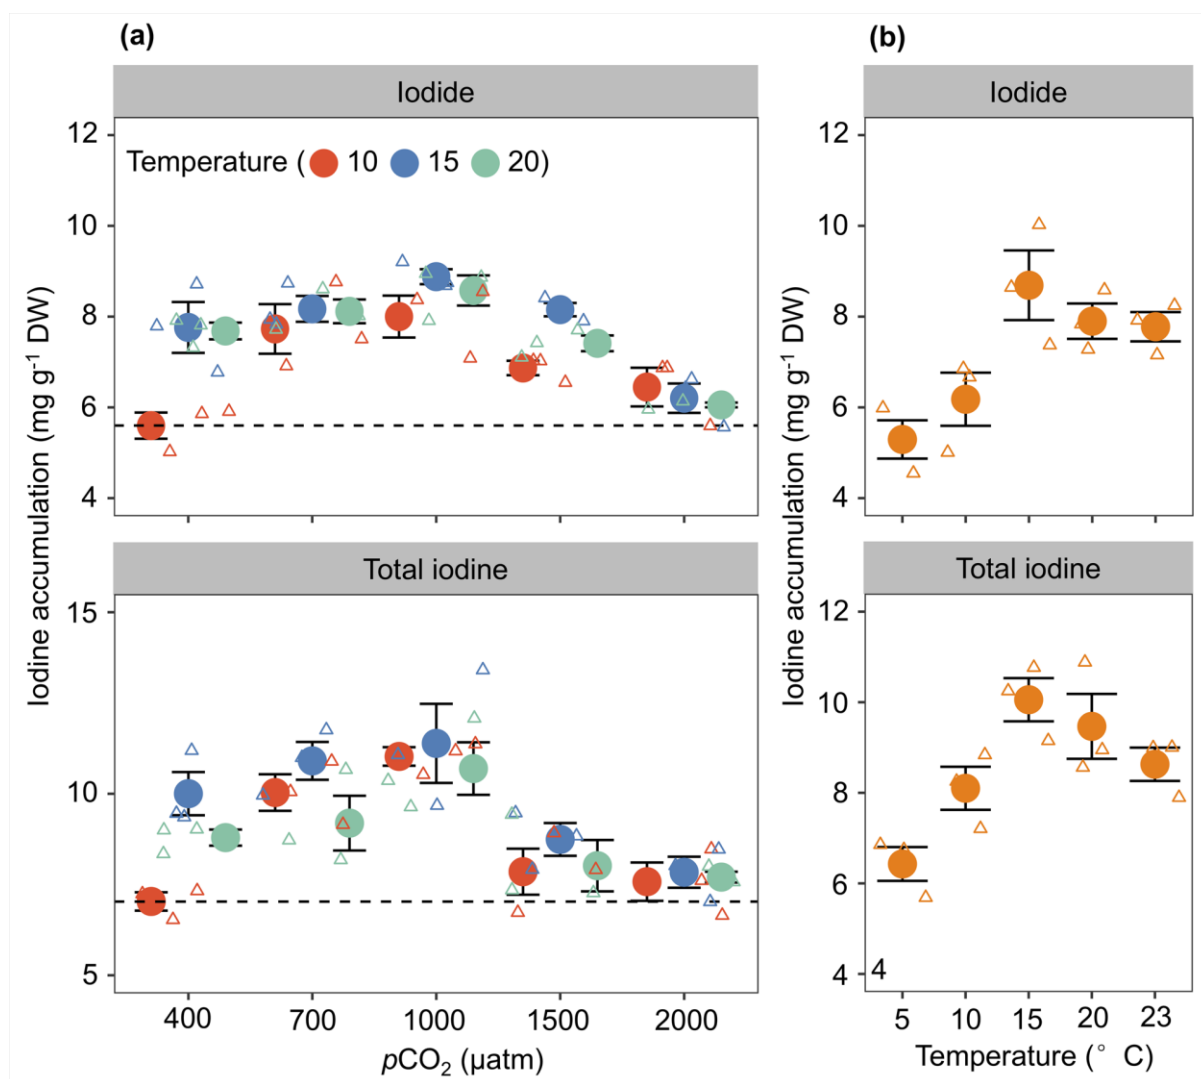 (a)
(b)
Iodide
Iodide
Temperature ( 10 15 20)
12
10
8
6
4
12
10
8
6
4
Iodine accumulation (mg g⁻¹ DW)
Iodine accumulation (mg g⁻¹ DW)
Total iodine
Total iodine
15
10
5
12
10
8
6
4
4
400 700 1000 1500 2000
pCO₂ (μatm)
5 10 15 20 23
Temperature (° C)